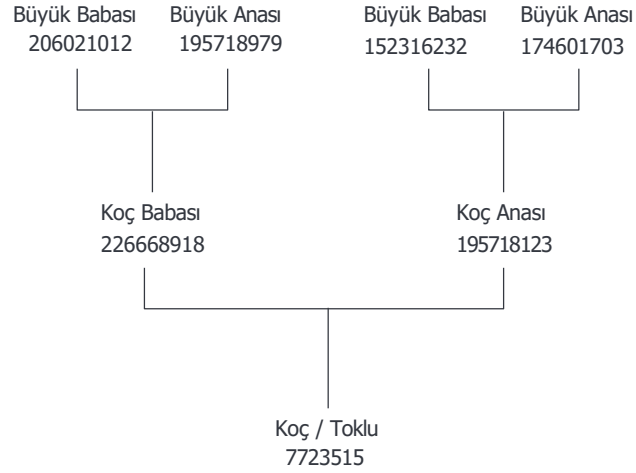 Büyük Babası Büyük Anası Büyük Babası Büyük Anası
206021012 195718979 152316232 174601703
Koç Babası Koç Anası
226668918 195718123
Koç / Toklu
7723515